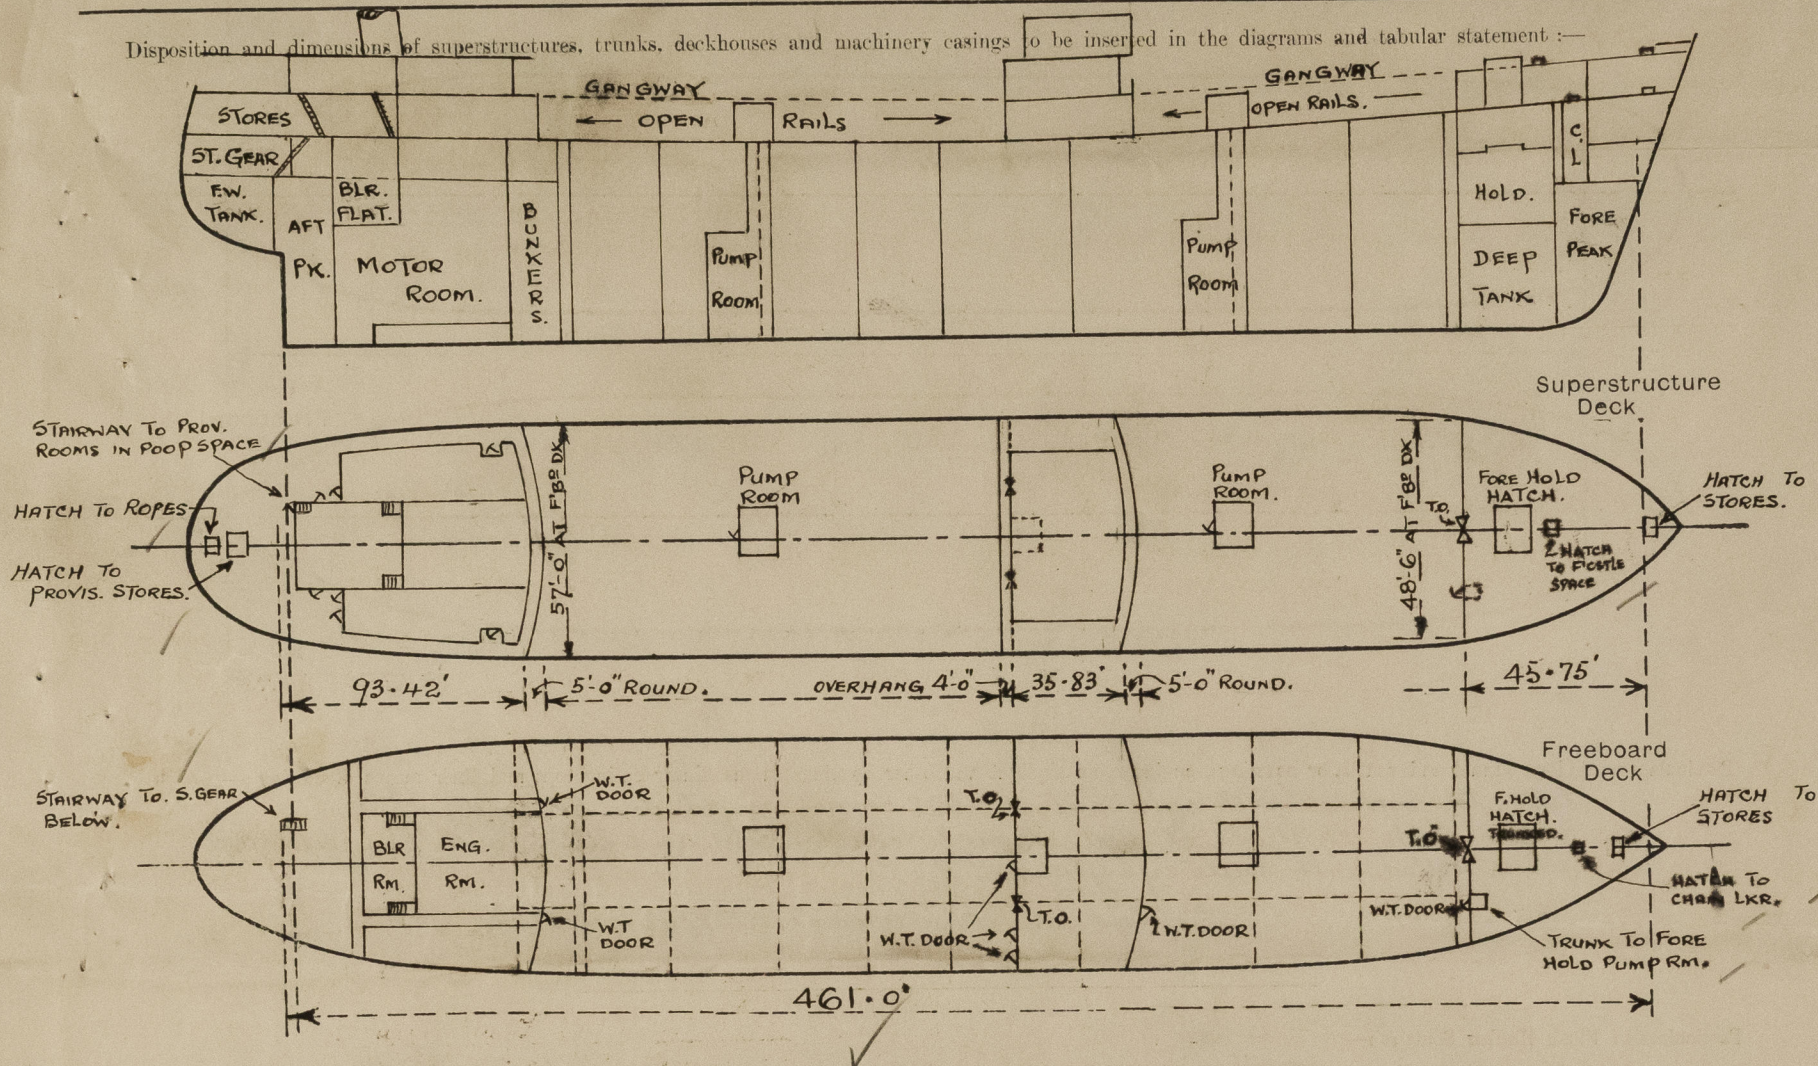 Disposition and dimensions of superstructures, trunks, deckhouses and machinery casings to be inserted in the diagrams and tabular statement :—
GANGWAY
GANGWAY
STORES
OPEN
RAILS
OPEN RAILS.
ST. GEAR
F.W.
TANK.
BLR.
FLAT.
AFT
PK.
MOTOR
ROOM.
BUNKERS.
PUMP
ROOM
PUMP
ROOM
HOLD.
DEEP
TANK
C.
L
FORE
PEAK
Superstructure
Deck
STAIRWAY TO PROV.
ROOMS IN POOP SPACE
HATCH TO ROPES
HATCH TO
PROVIS. STORES.
57'-0" AT F'BD DK
PUMP
ROOM
PUMP
ROOM.
48'-6" AT F'BD DK
T.O.
FORE HOLD
HATCH.
HATCH
TO F'CSTLE
SPACE
HATCH TO
STORES.
93·42'
5'-0" ROUND.
OVERHANG 4'-0"
35·83'
5'-0" ROUND.
45·75'
Freeboard
Deck
STAIRWAY TO. S.GEAR
BELOW.
BLR
RM.
ENG.
RM.
W.T.
DOOR
W.T
DOOR
T.O.
T.O.
W.T. DOOR
W.T. DOOR
T.O
F. HOLD
HATCH.
W.T. DOOR
HATCH TO
STORES
HATCH TO
CHAIN LKR.
TRUNK TO FORE
HOLD PUMP RM.
461·0'